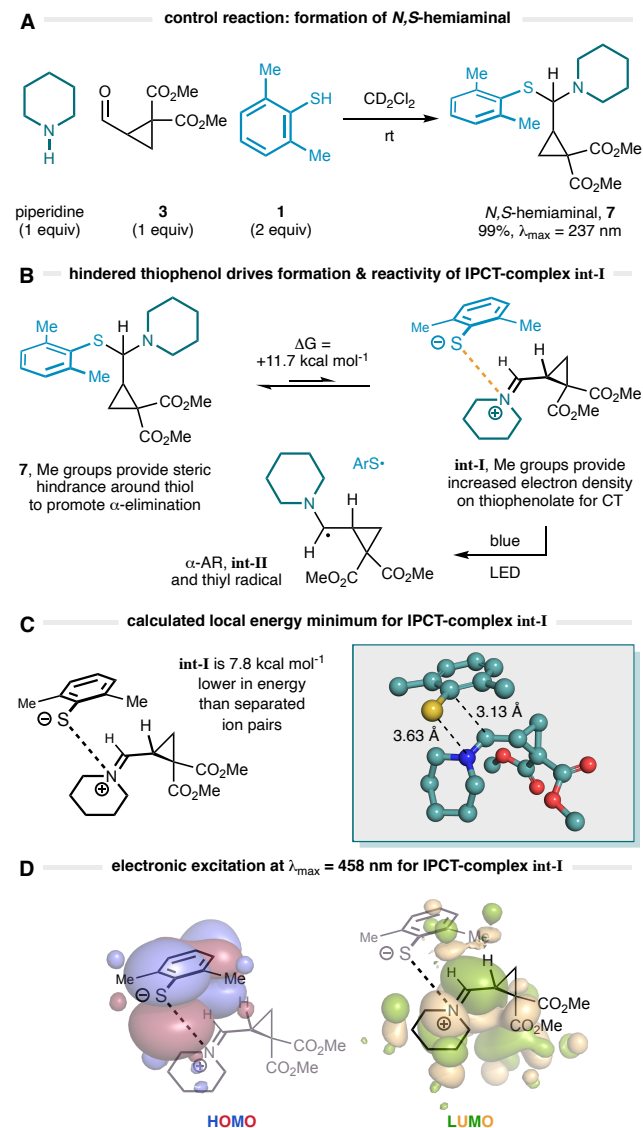 A control reaction: formation of N,S-hemiaminal
N
H
O
CO₂Me
CO₂Me
Me
SH
Me
CD₂Cl₂
rt
Me
S
H
N
Me
CO₂Me
CO₂Me
piperidine
(1 equiv)
3
(1 equiv)
1
(2 equiv)
N,S-hemiaminal, 7
99%, λmax = 237 nm
B hindered thiophenol drives formation & reactivity of IPCT-complex int-I
Me
S
H
N
Me
CO₂Me
CO₂Me
ΔG =
+11.7 kcal mol⁻¹
Me
Me
⊖
S
H
H
N
⊕
CO₂Me
CO₂Me
7, Me groups provide steric
hindrance around thiol
to promote α-elimination
int-I, Me groups provide
increased electron density
on thiophenolate for CT
N
ArS•
H
H
•
MeO₂C
CO₂Me
α-AR, int-II
and thiyl radical
blue
LED
C calculated local energy minimum for IPCT-complex int-I
Me
Me
⊖
S
H
H
N
⊕
CO₂Me
CO₂Me
int-I is 7.8 kcal mol⁻¹
lower in energy
than separated
ion pairs
3.13 Å
3.63 Å
D electronic excitation at λmax = 458 nm for IPCT-complex int-I
Me
Me
⊖
S
H
H
N
⊕
CO₂Me
CO₂Me
HOMO
Me
Me
⊖
S
H
H
N
⊕
CO₂Me
CO₂Me
LUMO